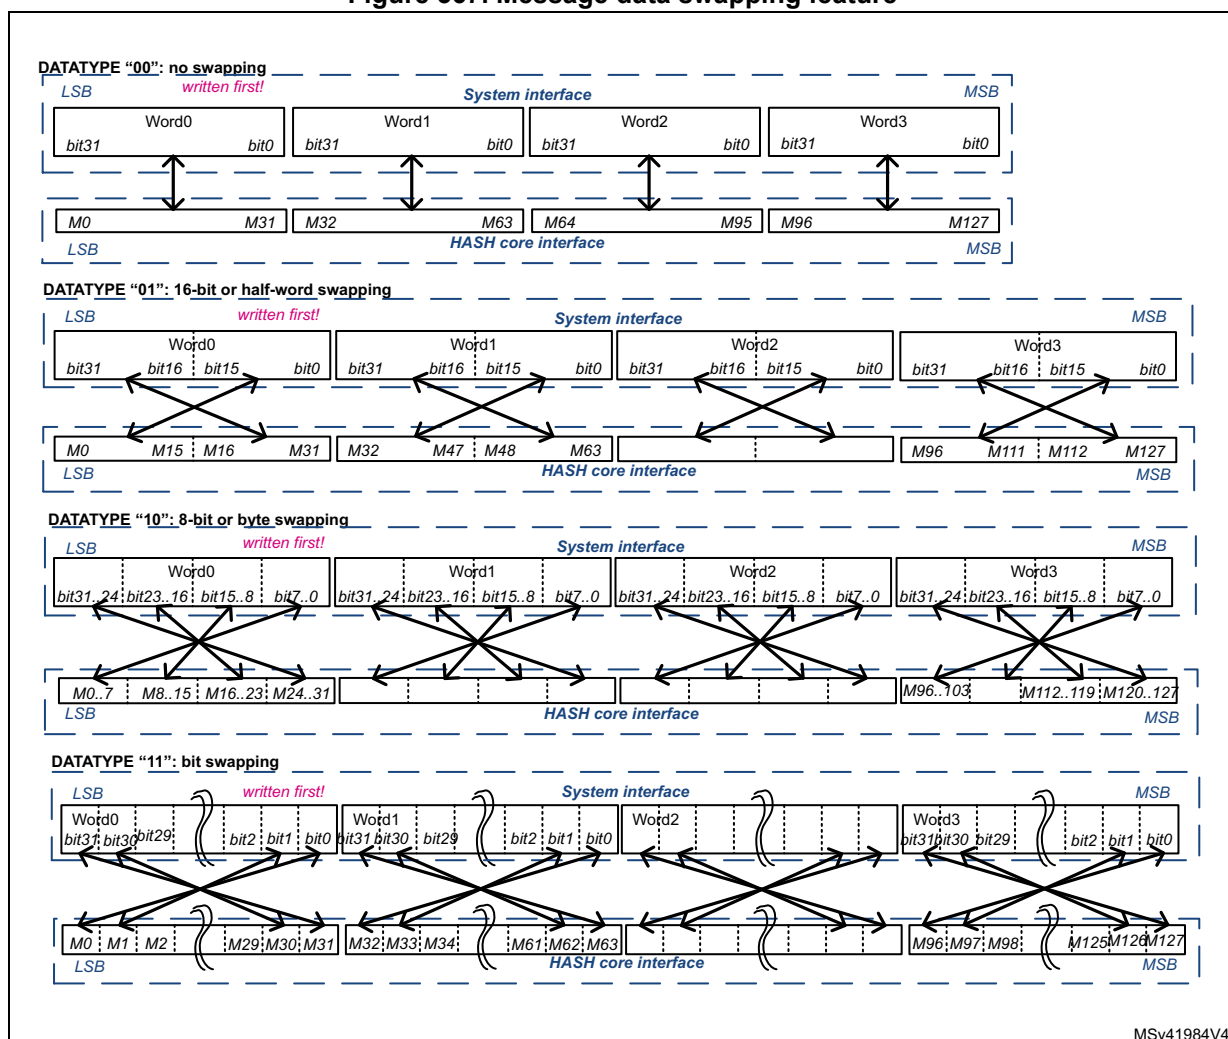 Figure 307. Message data swapping feature
DATATYPE “00”: no swapping
LSB written first! System interface MSB
Word0 Word1 Word2 Word3
bit31 bit0 bit31 bit0 bit31 bit0 bit31 bit0
M0 M31 M32 M63 M64 M95 M96 M127
LSB HASH core interface MSB
DATATYPE “01”: 16-bit or half-word swapping
LSB written first! System interface MSB
Word0 Word1 Word2 Word3
bit31 bit16 bit15 bit0 bit31 bit16 bit15 bit0 bit31 bit16 bit15 bit0 bit31 bit16 bit15 bit0
M0 M15 M16 M31 M32 M47 M48 M63 M96 M111 M112 M127
LSB HASH core interface MSB
DATATYPE “10”: 8-bit or byte swapping
LSB written first! System interface MSB
Word0 Word1 Word2 Word3
bit31..24 bit23..16 bit15..8 bit7..0 bit31..24 bit23..16 bit15..8 bit7..0 bit31..24 bit23..16 bit15..8 bit7..0 bit31..24 bit23..16 bit15..8 bit7..0
M0..7 M8..15 M16..23 M24..31 M96..103 M112..119 M120..127
LSB HASH core interface MSB
DATATYPE “11”: bit swapping
LSB written first! System interface MSB
Word0 Word1 Word2 Word3
bit31 bit30 bit29 bit2 bit1 bit0 bit31 bit30 bit29 bit2 bit1 bit0 bit31 bit30 bit29 bit2 bit1 bit0
M0 M1 M2 M29 M30 M31 M32 M33 M34 M61 M62 M63 M96 M97 M98 M125 M126 M127
LSB HASH core interface MSB
MSv41984V4